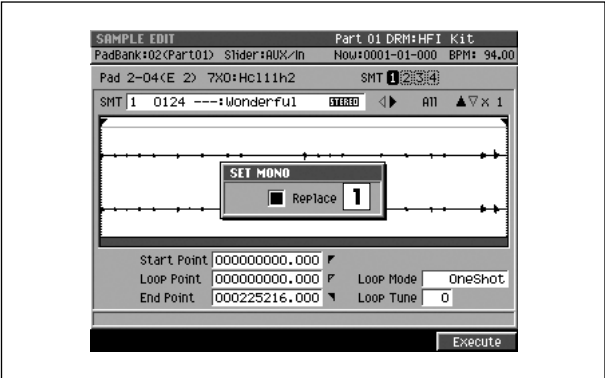 SAMPLE EDIT Part 01 DRM:HFI Kit
PadBank:02(Part01) Slider:AUX/In Now:0001-01-000 BPM: 94.00
Pad 2-04(E 2) 7X0:Hcl11h2 SMT 1 2 3 4
SMT 1 0124 ---:Wonderful STEREO All x 1
SET MONO
Replace 1
Start Point 000000000.000
Loop Point 000000000.000 Loop Mode OneShot
End Point 000225216.000 Loop Tune 0
Execute